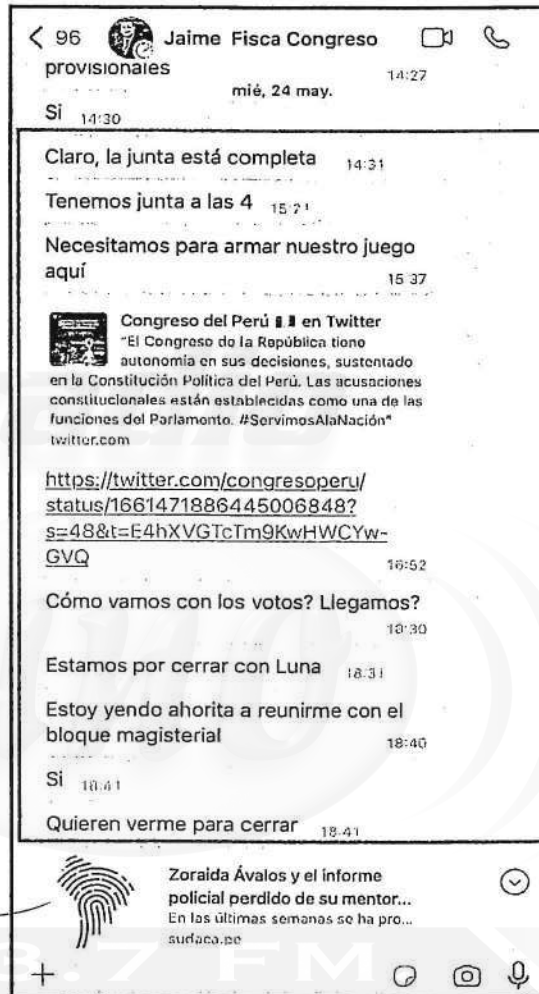 96
Jaime Fisca Congreso
provisionales
14:27
mié, 24 may.
Si 14:30
Claro, la junta está completa 14:31
Tenemos junta a las 4 15:21
Necesitamos para armar nuestro juego
aquí
15:37
Congreso del Perú en Twitter
"El Congreso de la República tiene
autonomía en sus decisiones, sustentado
en la Constitución Política del Perú. Las acusaciones
constitucionales están establecidas como una de las
funciones del Parlamento. #ServimosAlaNación"
twitter.com
https://twitter.com/congresoperu/
status/1661471886445006848?
s=48&t=E4hXVGTcTm9KwHWCYw-
GVQ
16:52
Cómo vamos con los votos? Llegamos?
18:30
Estamos por cerrar con Luna 18:31
Estoy yendo ahorita a reunirme con el
bloque magisterial
18:40
Si 18:41
Quieren verme para cerrar 18:41
Zoraida Ávalos y el informe
policial perdido de su mentor...
En las últimas semanas se ha pro...
sudaca.pe
3.7 FM